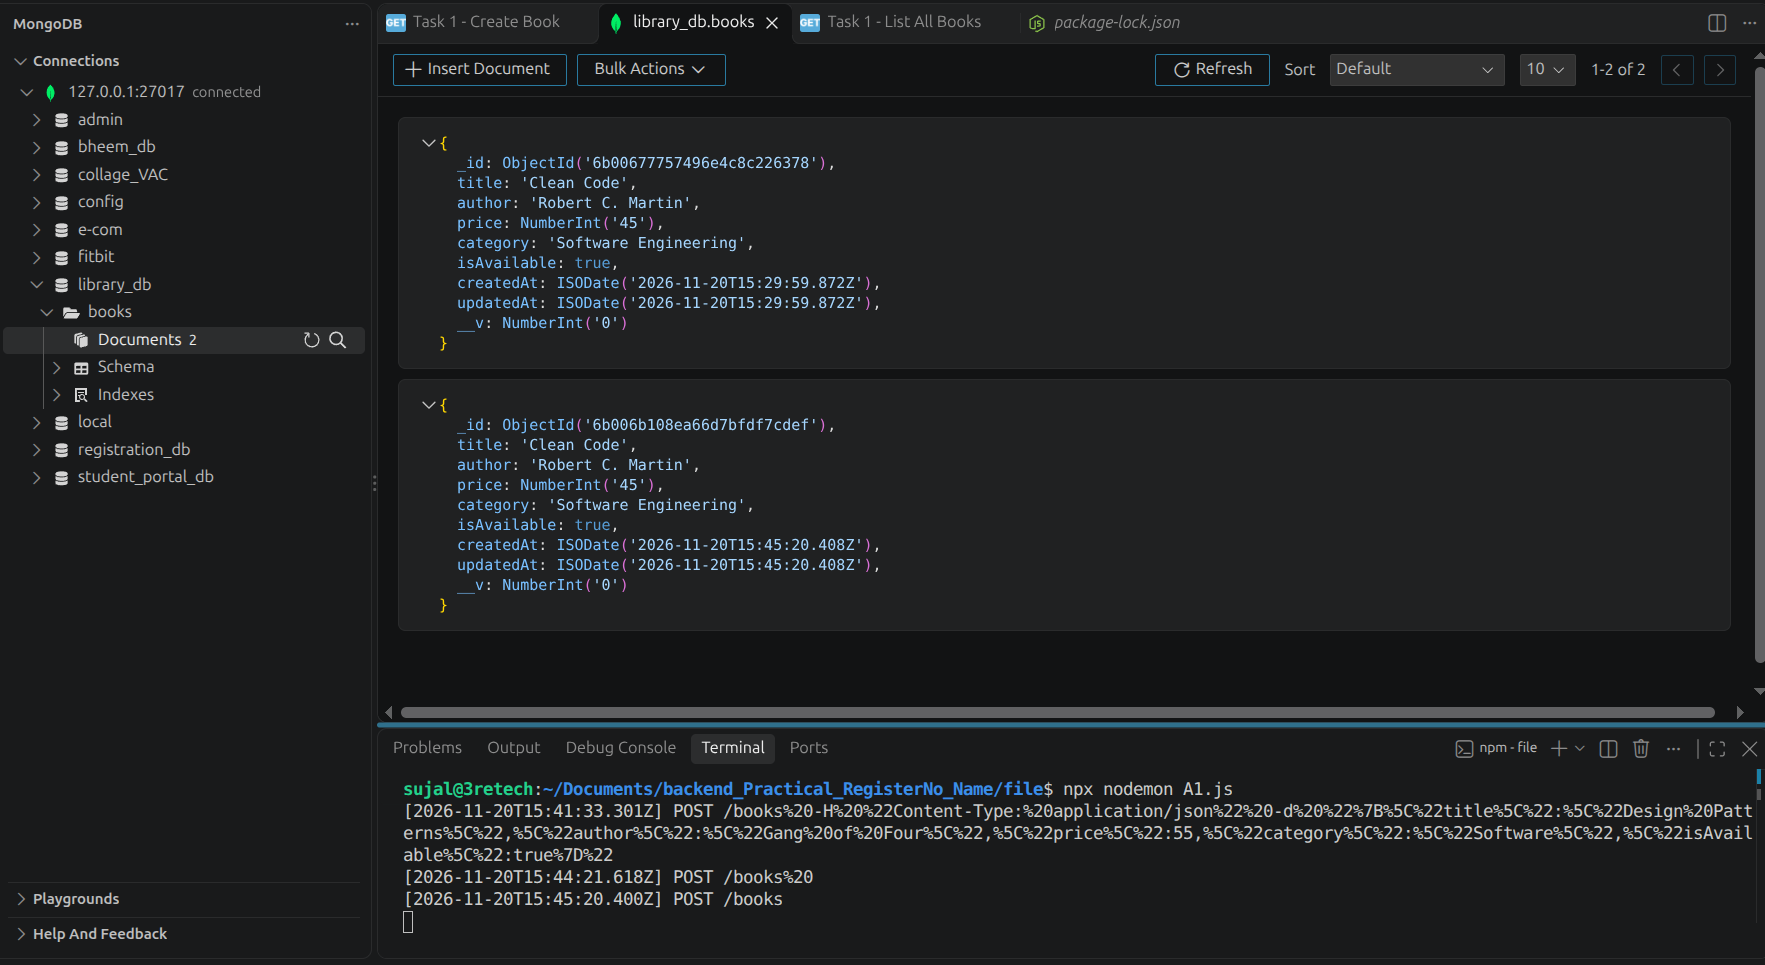 MongoDB
Connections
127.0.0.1:27017 connected
admin
bheem_db
collage_VAC
config
e-com
fitbit
library_db
books
Documents 2
Schema
Indexes
local
registration_db
student_portal_db
Playgrounds
Help And Feedback
GET Task 1 - Create Book
library_db.books
GET Task 1 - List All Books
package-lock.json
Insert Document
Bulk Actions
Refresh
Sort
Default
10
1-2 of 2
{
_id: ObjectId('6b00677757496e4c8c226378'),
title: 'Clean Code',
author: 'Robert C. Martin',
price: NumberInt('45'),
category: 'Software Engineering',
isAvailable: true,
createdAt: ISODate('2026-11-20T15:29:59.872Z'),
updatedAt: ISODate('2026-11-20T15:29:59.872Z'),
__v: NumberInt('0')
}
{
_id: ObjectId('6b006b108ea66d7bfdf7cdef'),
title: 'Clean Code',
author: 'Robert C. Martin',
price: NumberInt('45'),
category: 'Software Engineering',
isAvailable: true,
createdAt: ISODate('2026-11-20T15:45:20.408Z'),
updatedAt: ISODate('2026-11-20T15:45:20.408Z'),
__v: NumberInt('0')
}
Problems
Output
Debug Console
Terminal
Ports
npm - file
sujal@3retech:~/Documents/backend_Practical_RegisterNo_Name/file$ npx nodemon A1.js
[2026-11-20T15:41:33.301Z] POST /books%20-H%20%22Content-Type:%20application/json%22%20-d%20%22%7B%5C%22title%5C%22:%5C%22Design%20Patt
erns%5C%22,%5C%22author%5C%22:%5C%22Gang%20of%20Four%5C%22,%5C%22price%5C%22:55,%5C%22category%5C%22:%5C%22Software%5C%22,%5C%22isAvail
able%5C%22:true%7D%22
[2026-11-20T15:44:21.618Z] POST /books%20
[2026-11-20T15:45:20.400Z] POST /books